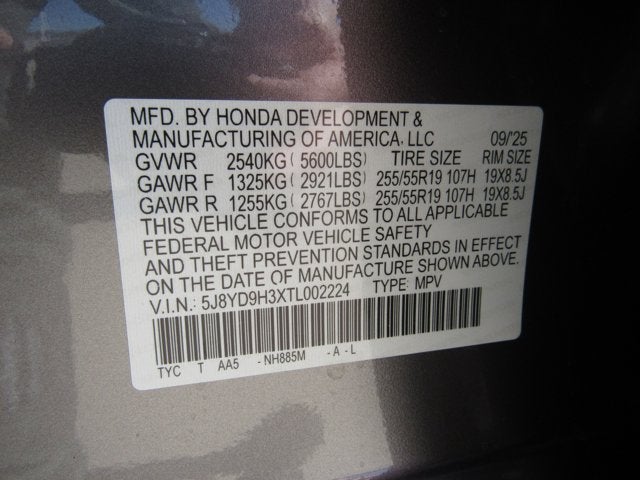 MFD. BY HONDA DEVELOPMENT &
MANUFACTURING OF AMERICA, LLC 09/'25
GVWR 2540KG ( 5600LBS) TIRE SIZE RIM SIZE
GAWR F 1325KG ( 2921LBS) 255/55R19 107H 19X8.5J
GAWR R 1255KG ( 2767LBS) 255/55R19 107H 19X8.5J
THIS VEHICLE CONFORMS TO ALL APPLICABLE
FEDERAL MOTOR VEHICLE SAFETY
AND THEFT PREVENTION STANDARDS IN EFFECT
ON THE DATE OF MANUFACTURE SHOWN ABOVE.
V.I.N.: 5J8YD9H3XTL002224 TYPE: MPV
TYC T AA5 -NH885M -A-L